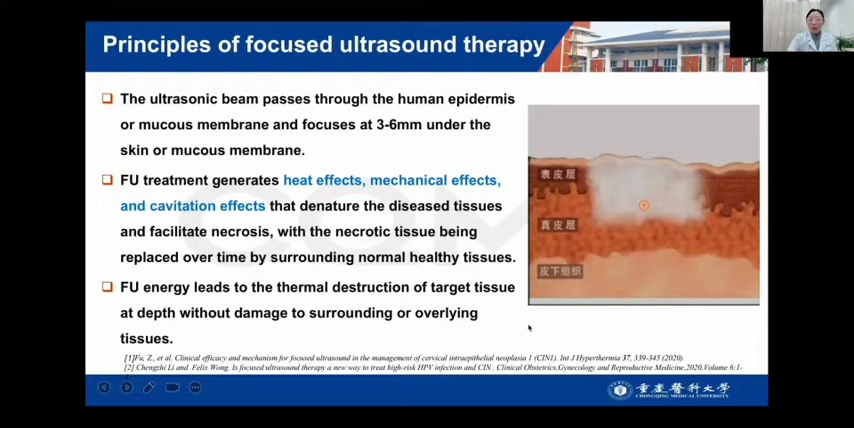 Principles of focused ultrasound therapy
The ultrasonic beam passes through the human epidermis
or mucous membrane and focuses at 3-6mm under the
skin or mucous membrane.
FU treatment generates heat effects, mechanical effects,
and cavitation effects that denature the diseased tissues
and facilitate necrosis, with the necrotic tissue being
replaced over time by surrounding normal healthy tissues.
FU energy leads to the thermal destruction of target tissue
at depth without damage to surrounding or overlying
tissues.
表皮层
真皮层
皮下组织
[1]Fu, Z., et al. Clinical efficacy and mechanism for focused ultrasound in the management of cervical intraepithelial neoplasia 1 (CIN1). Int J Hyperthermia 37, 339-345 (2020).
[2] Chengzhi Li and Felix Wong. Is focused ultrasound therapy a new way to treat high-risk HPV infection and CIN . Clinical Obstetrics,Gynecology and Reproductive Medicine,2020,Volume 6:1-
重慶醫科大學
CHONGQING MEDICAL UNIVERSITY